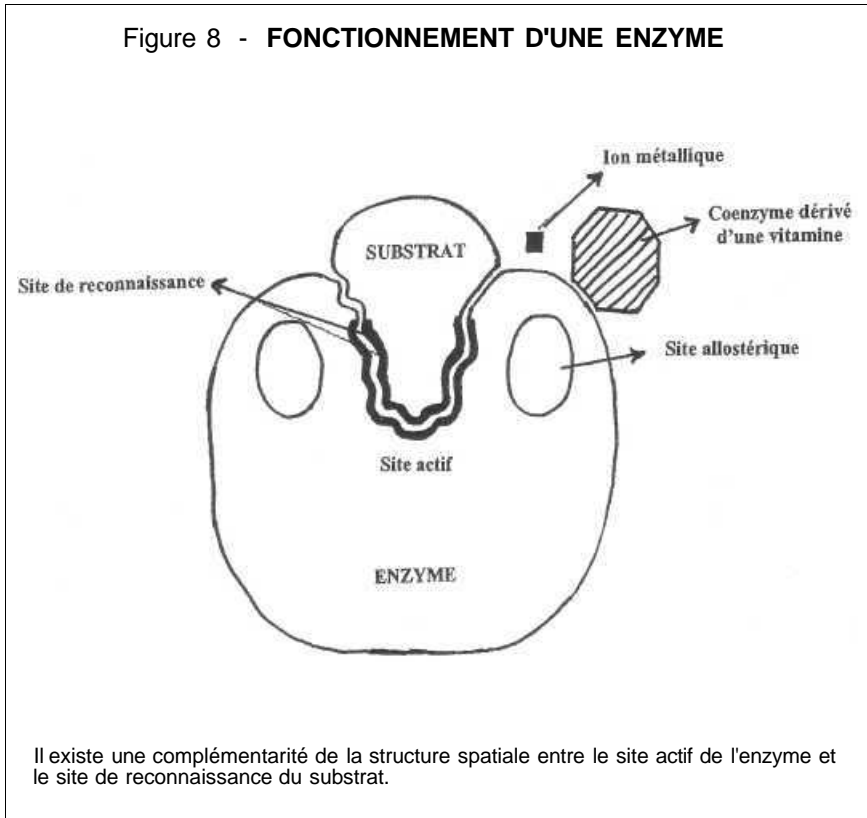 Figure 8 - FONCTIONNEMENT D'UNE ENZYME
Ion métallique
Coenzyme dérivé
d'une vitamine
SUBSTRAT
Site de reconnaissance
Site allostérique
Site actif
ENZYME
Il existe une complémentarité de la structure spatiale entre le site actif de l'enzyme et
le site de reconnaissance du substrat.